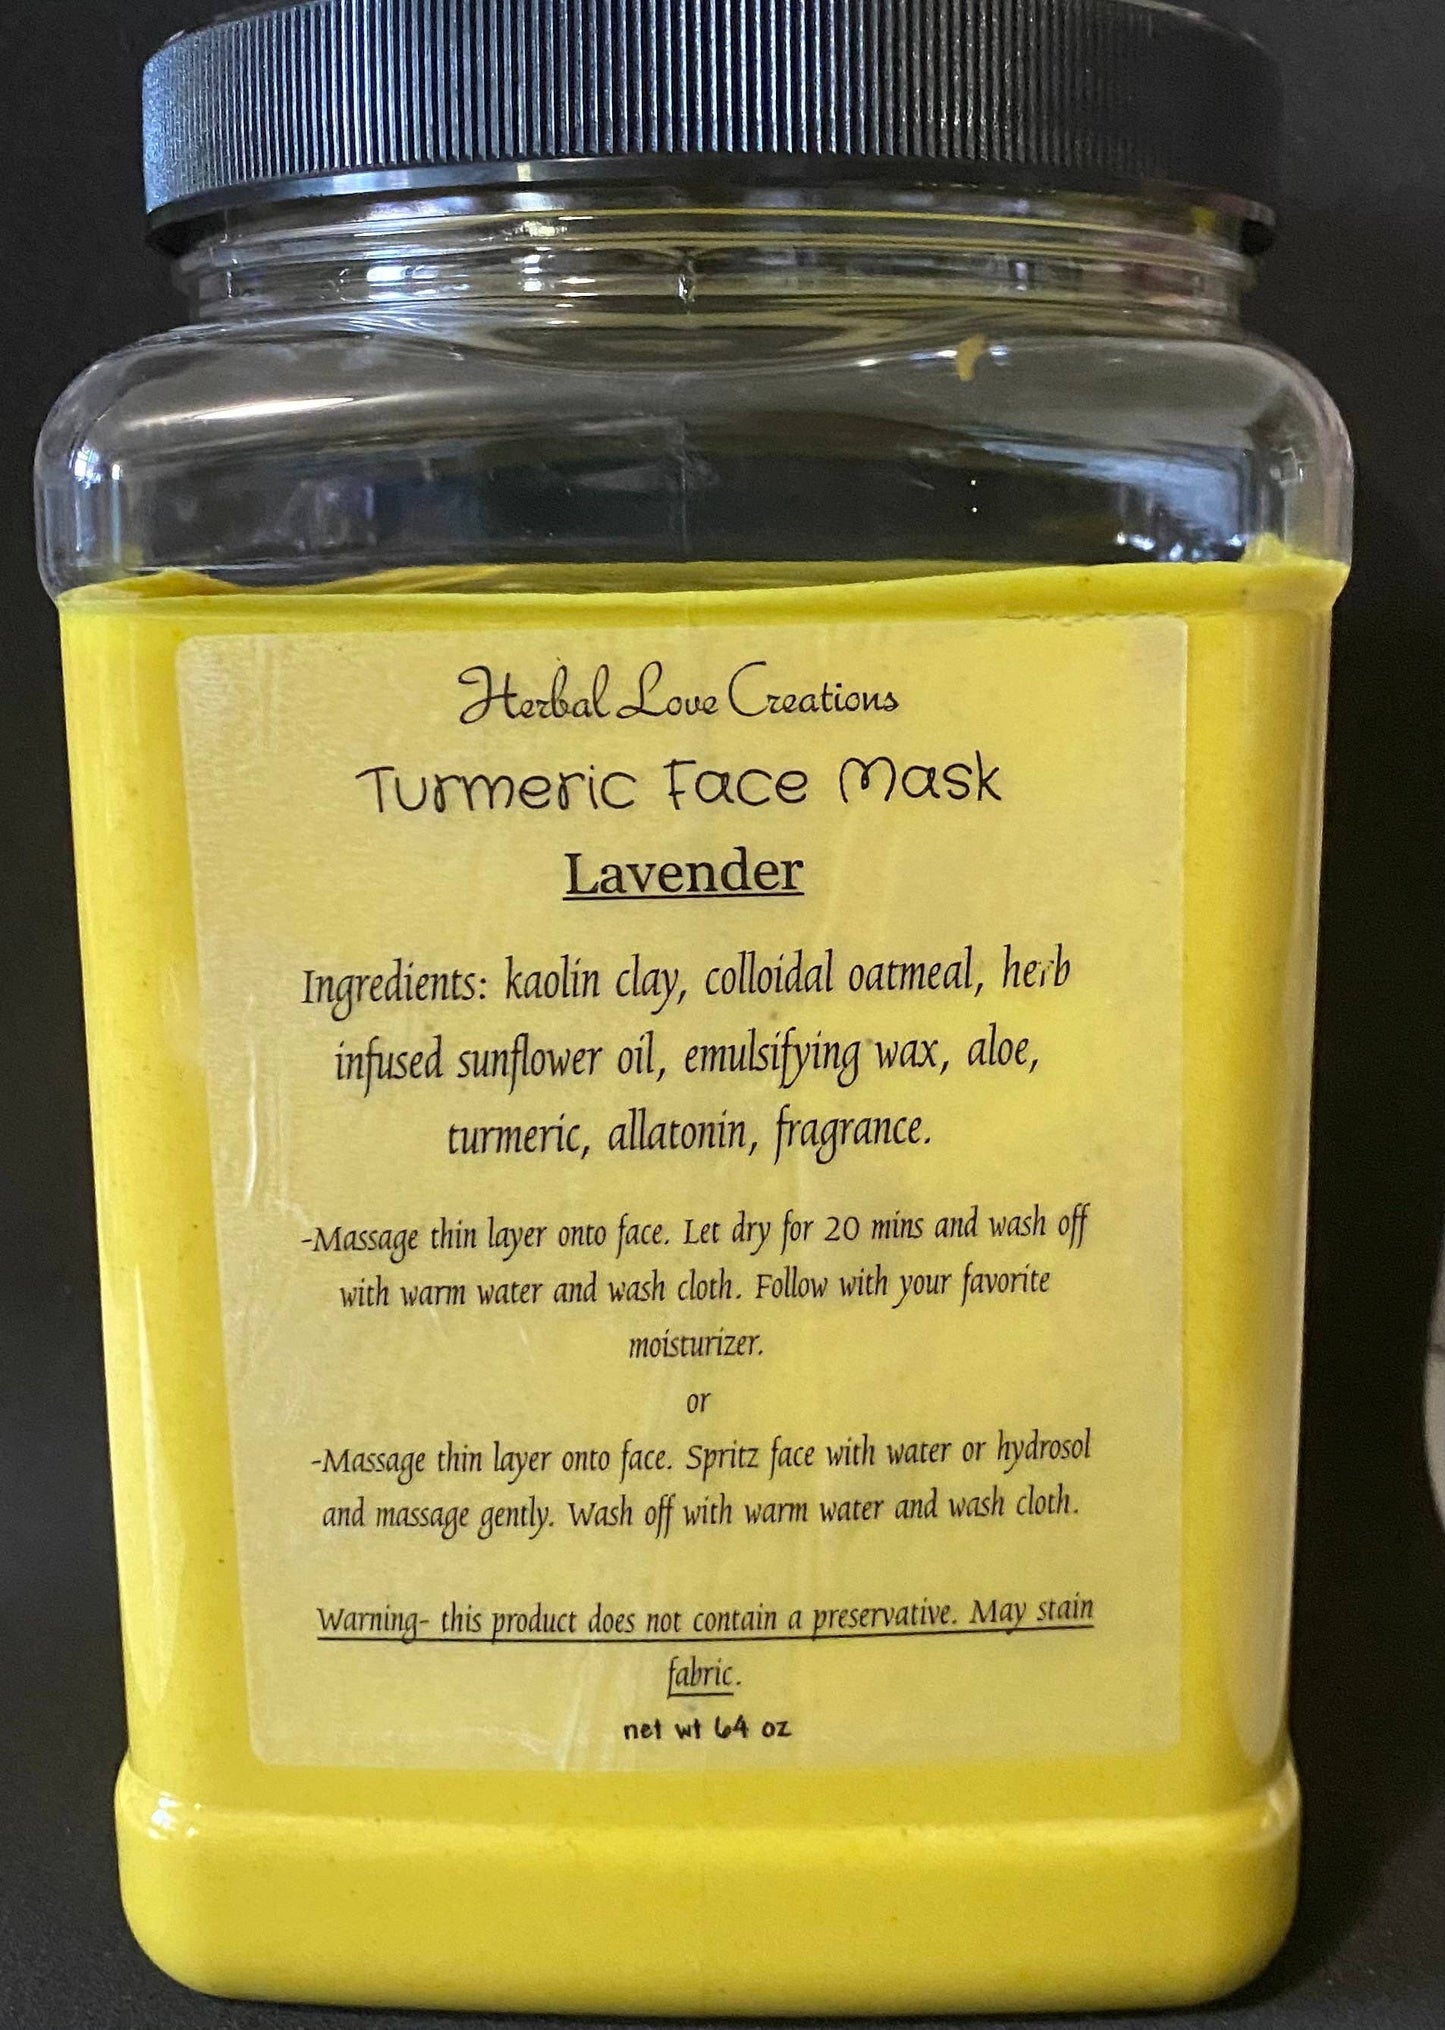 Herbal Love Creations
Turmeric Face Mask
Lavender
Ingredients: kaolin clay, colloidal oatmeal, herb
infused sunflower oil, emulsifying wax, aloe,
turmeric, allatonin, fragrance.
-Massage thin layer onto face. Let dry for 20 mins and wash off
with warm water and wash cloth. Follow with your favorite
moisturizer.
or
-Massage thin layer onto face. Spritz face with water or hydrosol
and massage gently. Wash off with warm water and wash cloth.
Warning- this product does not contain a preservative. May stain
fabric.
net wt 64 oz